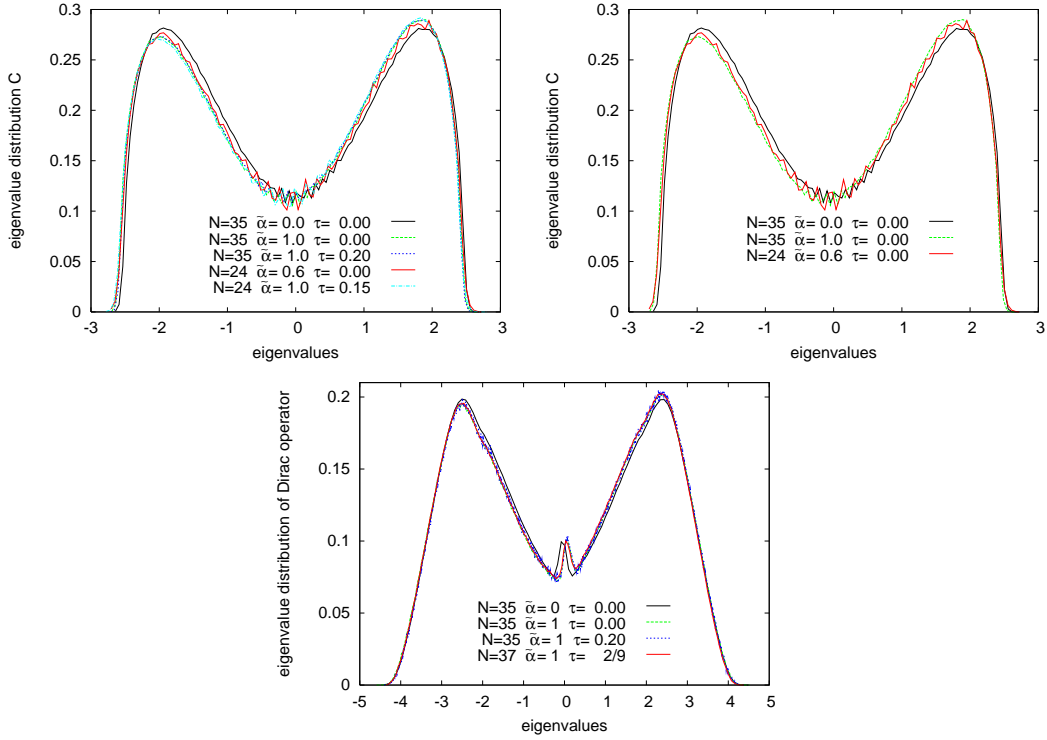 eigenvalue distribution C
0.3
0.25
0.2
0.15
0.1
0.05
0
N=35 α̃= 0.0 τ= 0.00
N=35 α̃= 1.0 τ= 0.00
N=35 α̃= 1.0 τ= 0.20
N=24 α̃= 0.6 τ= 0.00
N=24 α̃= 1.0 τ= 0.15
-3 -2 -1 0 1 2 3
eigenvalues
eigenvalue distribution C
0.3
0.25
0.2
0.15
0.1
0.05
0
N=35 α̃= 0.0 τ= 0.00
N=35 α̃= 1.0 τ= 0.00
N=24 α̃= 0.6 τ= 0.00
-3 -2 -1 0 1 2 3
eigenvalues
eigenvalue distribution of Dirac operator
0.2
0.15
0.1
0.05
0
N=35 α̃= 0 τ= 0.00
N=35 α̃= 1 τ= 0.00
N=35 α̃= 1 τ= 0.20
N=37 α̃= 1 τ= 2/9
-5 -4 -3 -2 -1 0 1 2 3 4 5
eigenvalues